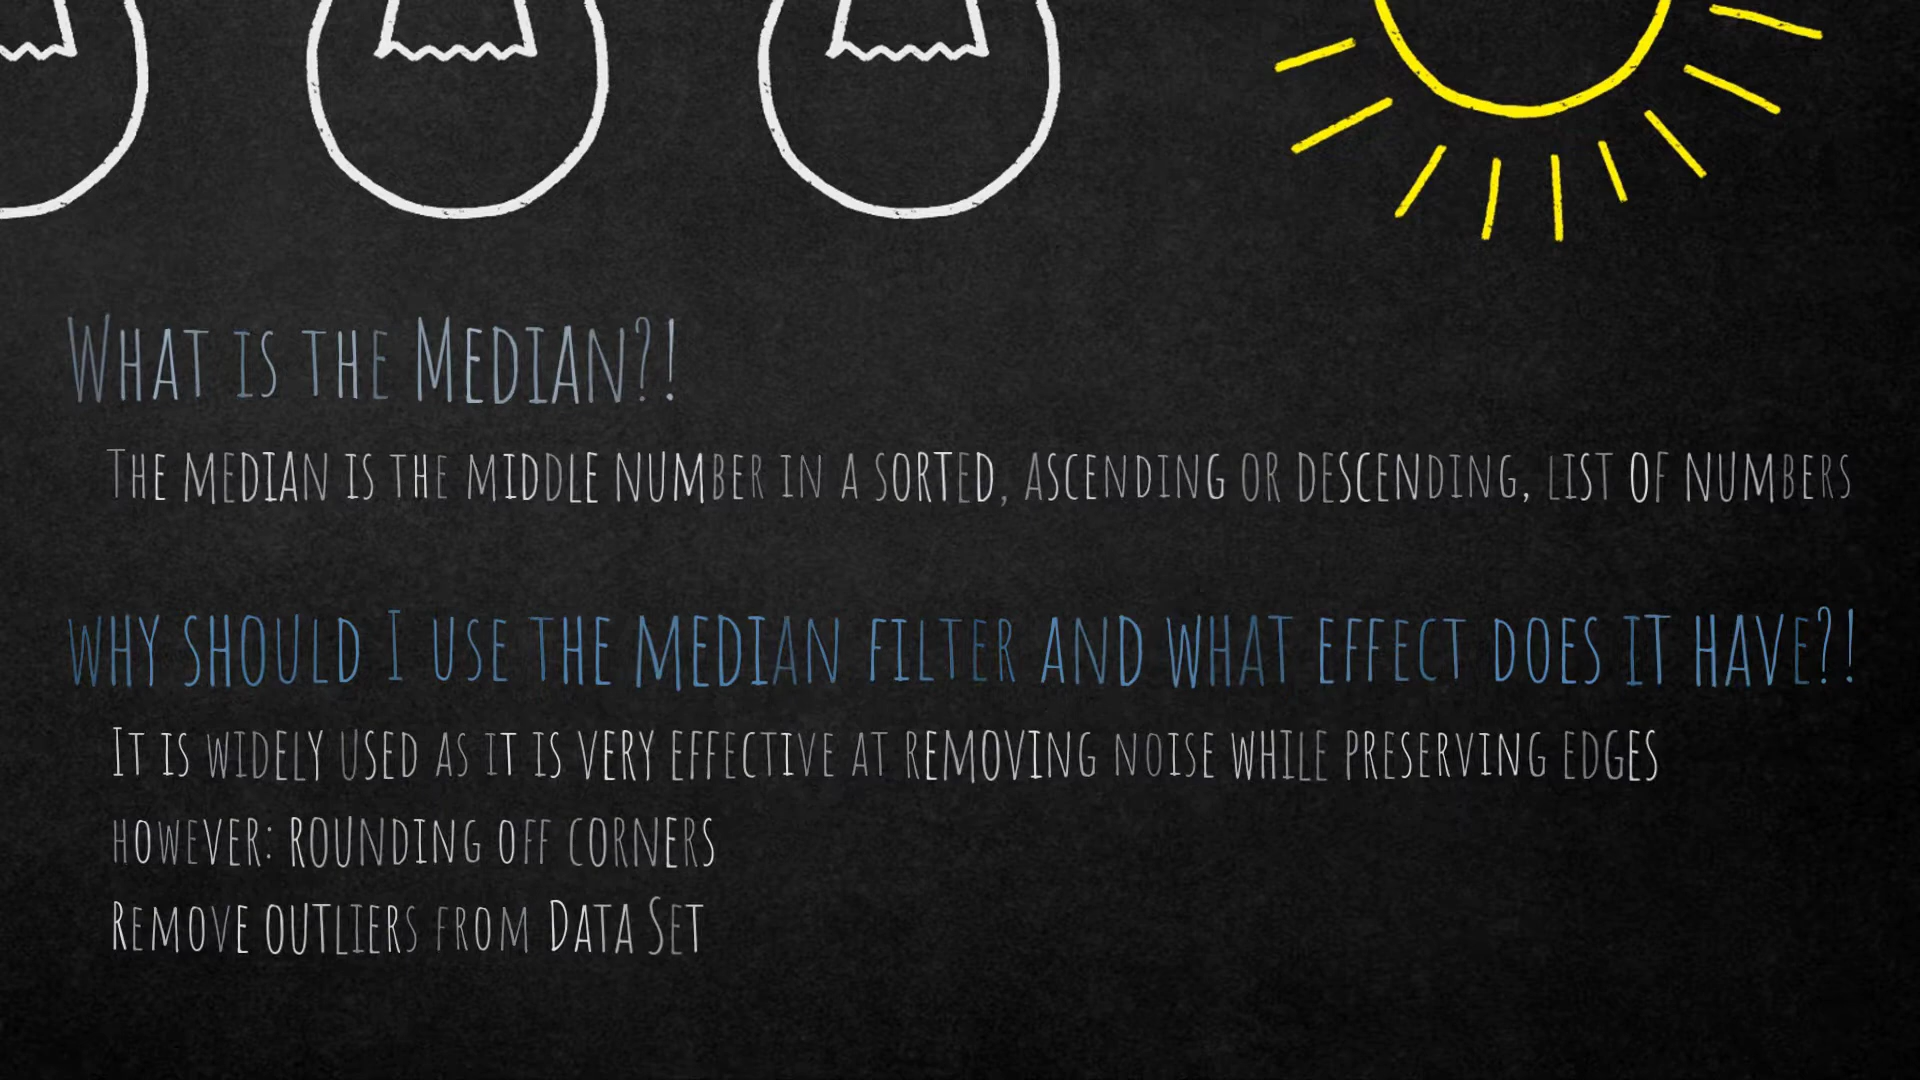 What is the Median?!
The median is the middle number in a sorted, ascending or descending, list of numbers
why should I use the median filter and what effect does it have?!
It is widely used as it is very effective at removing noise while preserving edges
however: rounding off corners
Remove outliers from Data Set